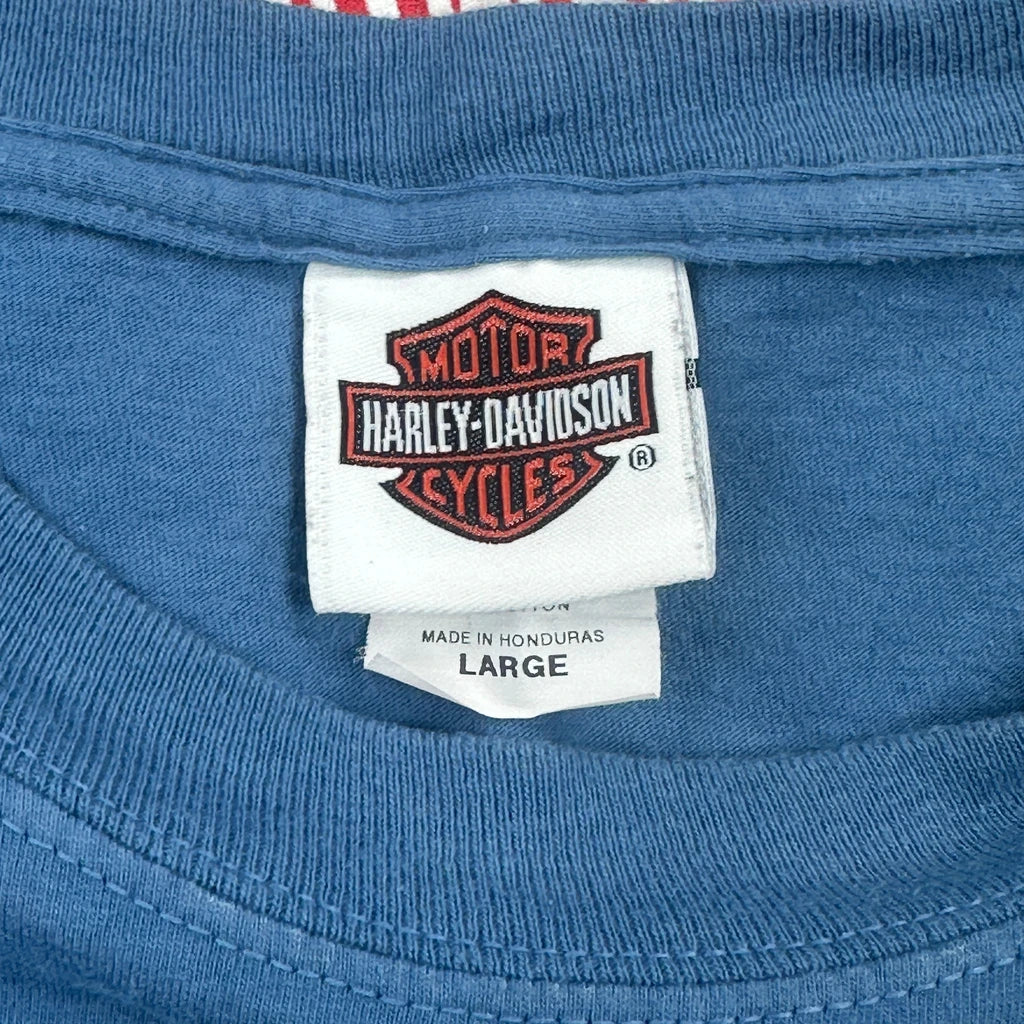 MOTOR
HARLEY-DAVIDSON
CYCLES
®
MADE IN HONDURAS
LARGE